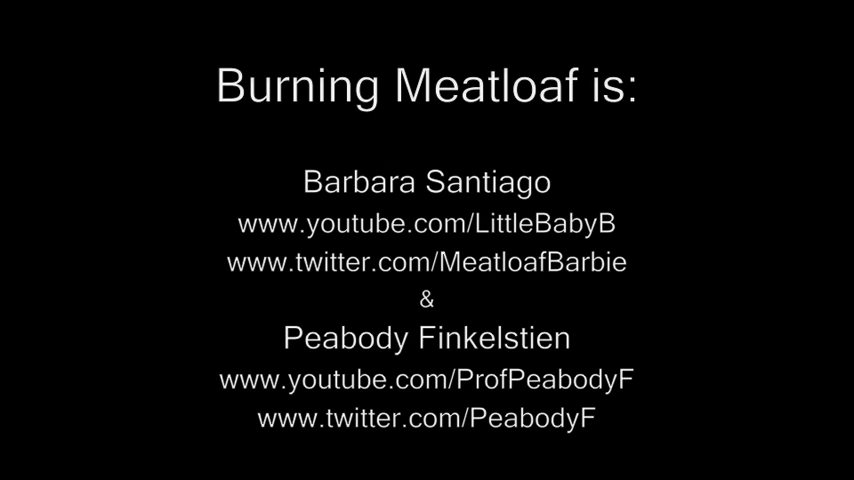 Burning Meatloaf is:
Barbara Santiago
www.youtube.com/LittleBabyB
www.twitter.com/MeatloafBarbie
&
Peabody Finkelstien
www.youtube.com/ProfPeabodyF
www.twitter.com/PeabodyF